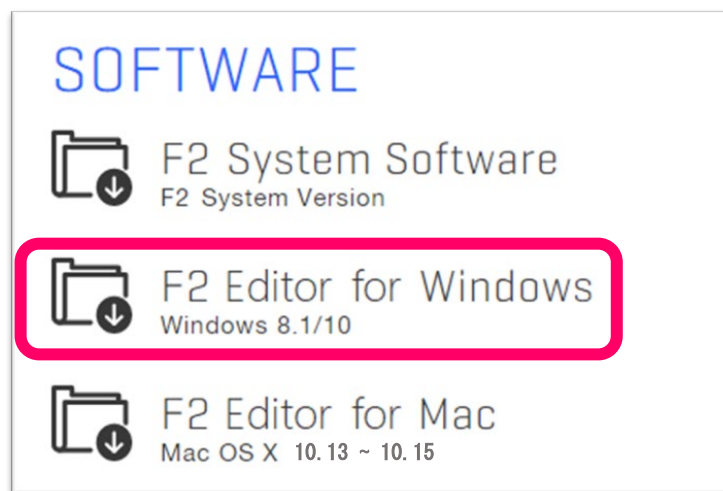 SOFTWARE
F2 System Software
F2 System Version
F2 Editor for Windows
Windows 8.1/10
F2 Editor for Mac
Mac OS X 10.13 ~ 10.15